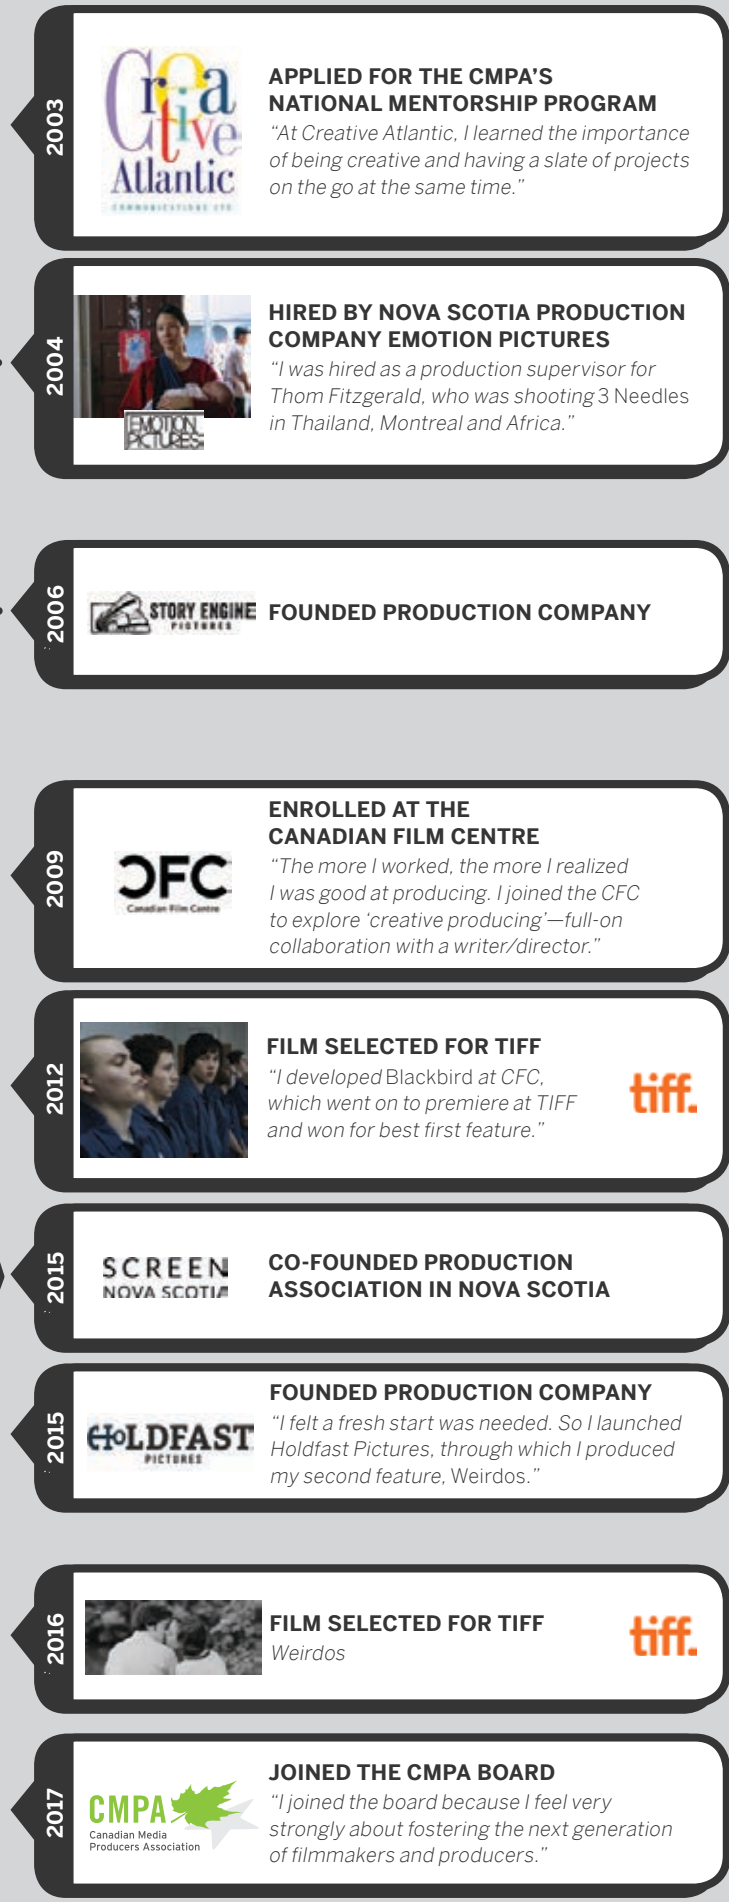 2003
Creative
Atlantic
COMMUNICATIONS LTD
APPLIED FOR THE CMPA’S
NATIONAL MENTORSHIP PROGRAM
“At Creative Atlantic, I learned the importance
of being creative and having a slate of projects
on the go at the same time.”
2004
EMOTION
PICTURES
HIRED BY NOVA SCOTIA PRODUCTION
COMPANY EMOTION PICTURES
“I was hired as a production supervisor for
Thom Fitzgerald, who was shooting 3 Needles
in Thailand, Montreal and Africa.”
2006
STORY ENGINE
PICTURES
FOUNDED PRODUCTION COMPANY
2009
CFC
Canadian Film Centre
ENROLLED AT THE
CANADIAN FILM CENTRE
“The more I worked, the more I realized
I was good at producing. I joined the CFC
to explore ‘creative producing’—full-on
collaboration with a writer/director.”
2012
FILM SELECTED FOR TIFF
“I developed Blackbird at CFC,
which went on to premiere at TIFF
and won for best first feature.”
tiff.
2015
SCREEN
NOVA SCOTIA
CO-FOUNDED PRODUCTION
ASSOCIATION IN NOVA SCOTIA
2015
HOLDFAST
PICTURES
FOUNDED PRODUCTION COMPANY
“I felt a fresh start was needed. So I launched
Holdfast Pictures, through which I produced
my second feature, Weirdos.”
2016
FILM SELECTED FOR TIFF
Weirdos
tiff.
2017
CMPA
Canadian Media
Producers Association
JOINED THE CMPA BOARD
“I joined the board because I feel very
strongly about fostering the next generation
of filmmakers and producers.”